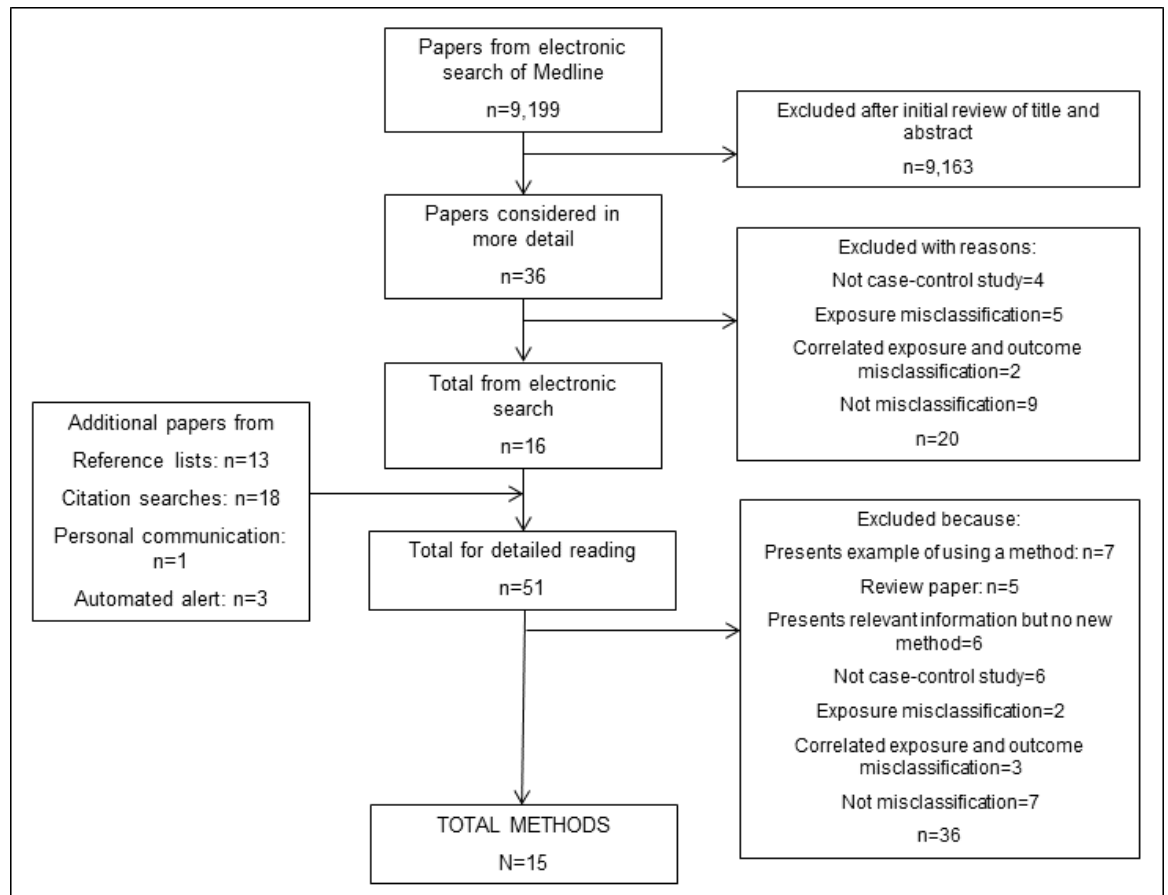 Papers from electronic
search of Medline
n=9,199
Excluded after initial review of title and
abstract
n=9,163
Papers considered in
more detail
n=36
Excluded with reasons:
Not case-control study=4
Exposure misclassification=5
Correlated exposure and outcome
misclassification=2
Not misclassification=9
n=20
Total from electronic
search
n=16
Additional papers from
Reference lists: n=13
Citation searches: n=18
Personal communication:
n=1
Automated alert: n=3
Total for detailed reading
n=51
Excluded because:
Presents example of using a method: n=7
Review paper: n=5
Presents relevant information but no new
method=6
Not case-control study=6
Exposure misclassification=2
Correlated exposure and outcome
misclassification=3
Not misclassification=7
n=36
TOTAL METHODS
N=15